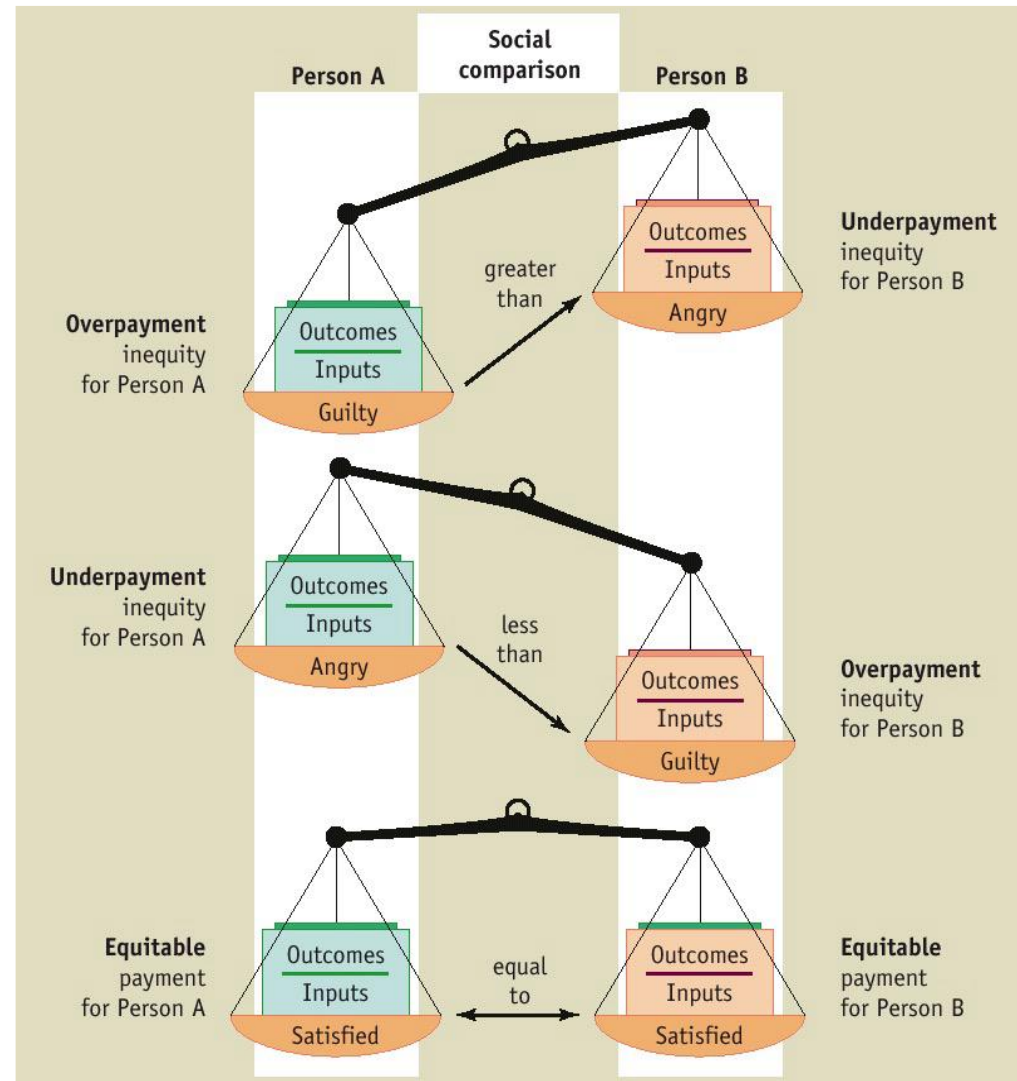 Social
comparison
Person A
Person B
Outcomes
Inputs
Angry
Underpayment
inequity
for Person B
greater
than
Overpayment
inequity
for Person A
Outcomes
Inputs
Guilty
Underpayment
inequity
for Person A
Outcomes
Inputs
Angry
less
than
Outcomes
Inputs
Guilty
Overpayment
inequity
for Person B
Equitable
payment
for Person A
Outcomes
Inputs
Satisfied
equal
to
Outcomes
Inputs
Satisfied
Equitable
payment
for Person B